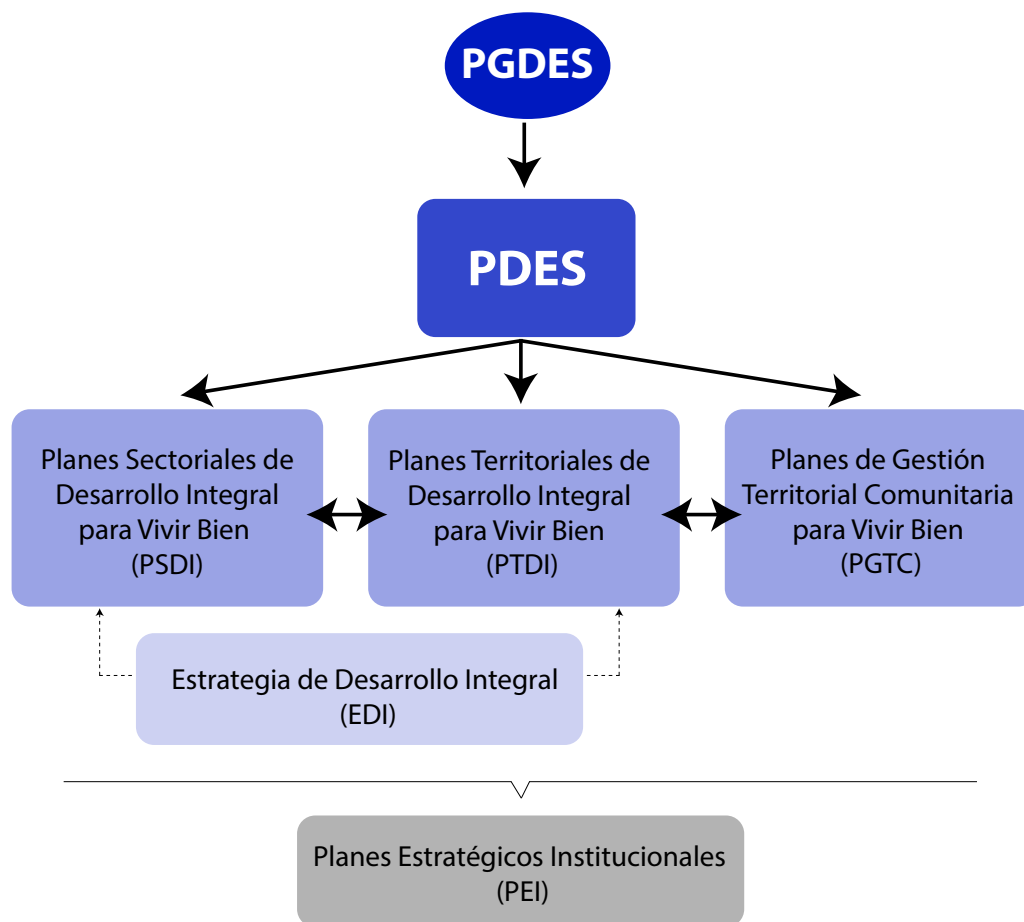 PGDES
PDES
Planes Sectoriales de
Desarrollo Integral
para Vivir Bien
(PSDI)
Planes Territoriales de
Desarrollo Integral
para Vivir Bien
(PTDI)
Planes de Gestión
Territorial Comunitaria
para Vivir Bien
(PGTC)
Estrategia de Desarrollo Integral
(EDI)
Planes Estratégicos Institucionales
(PEI)